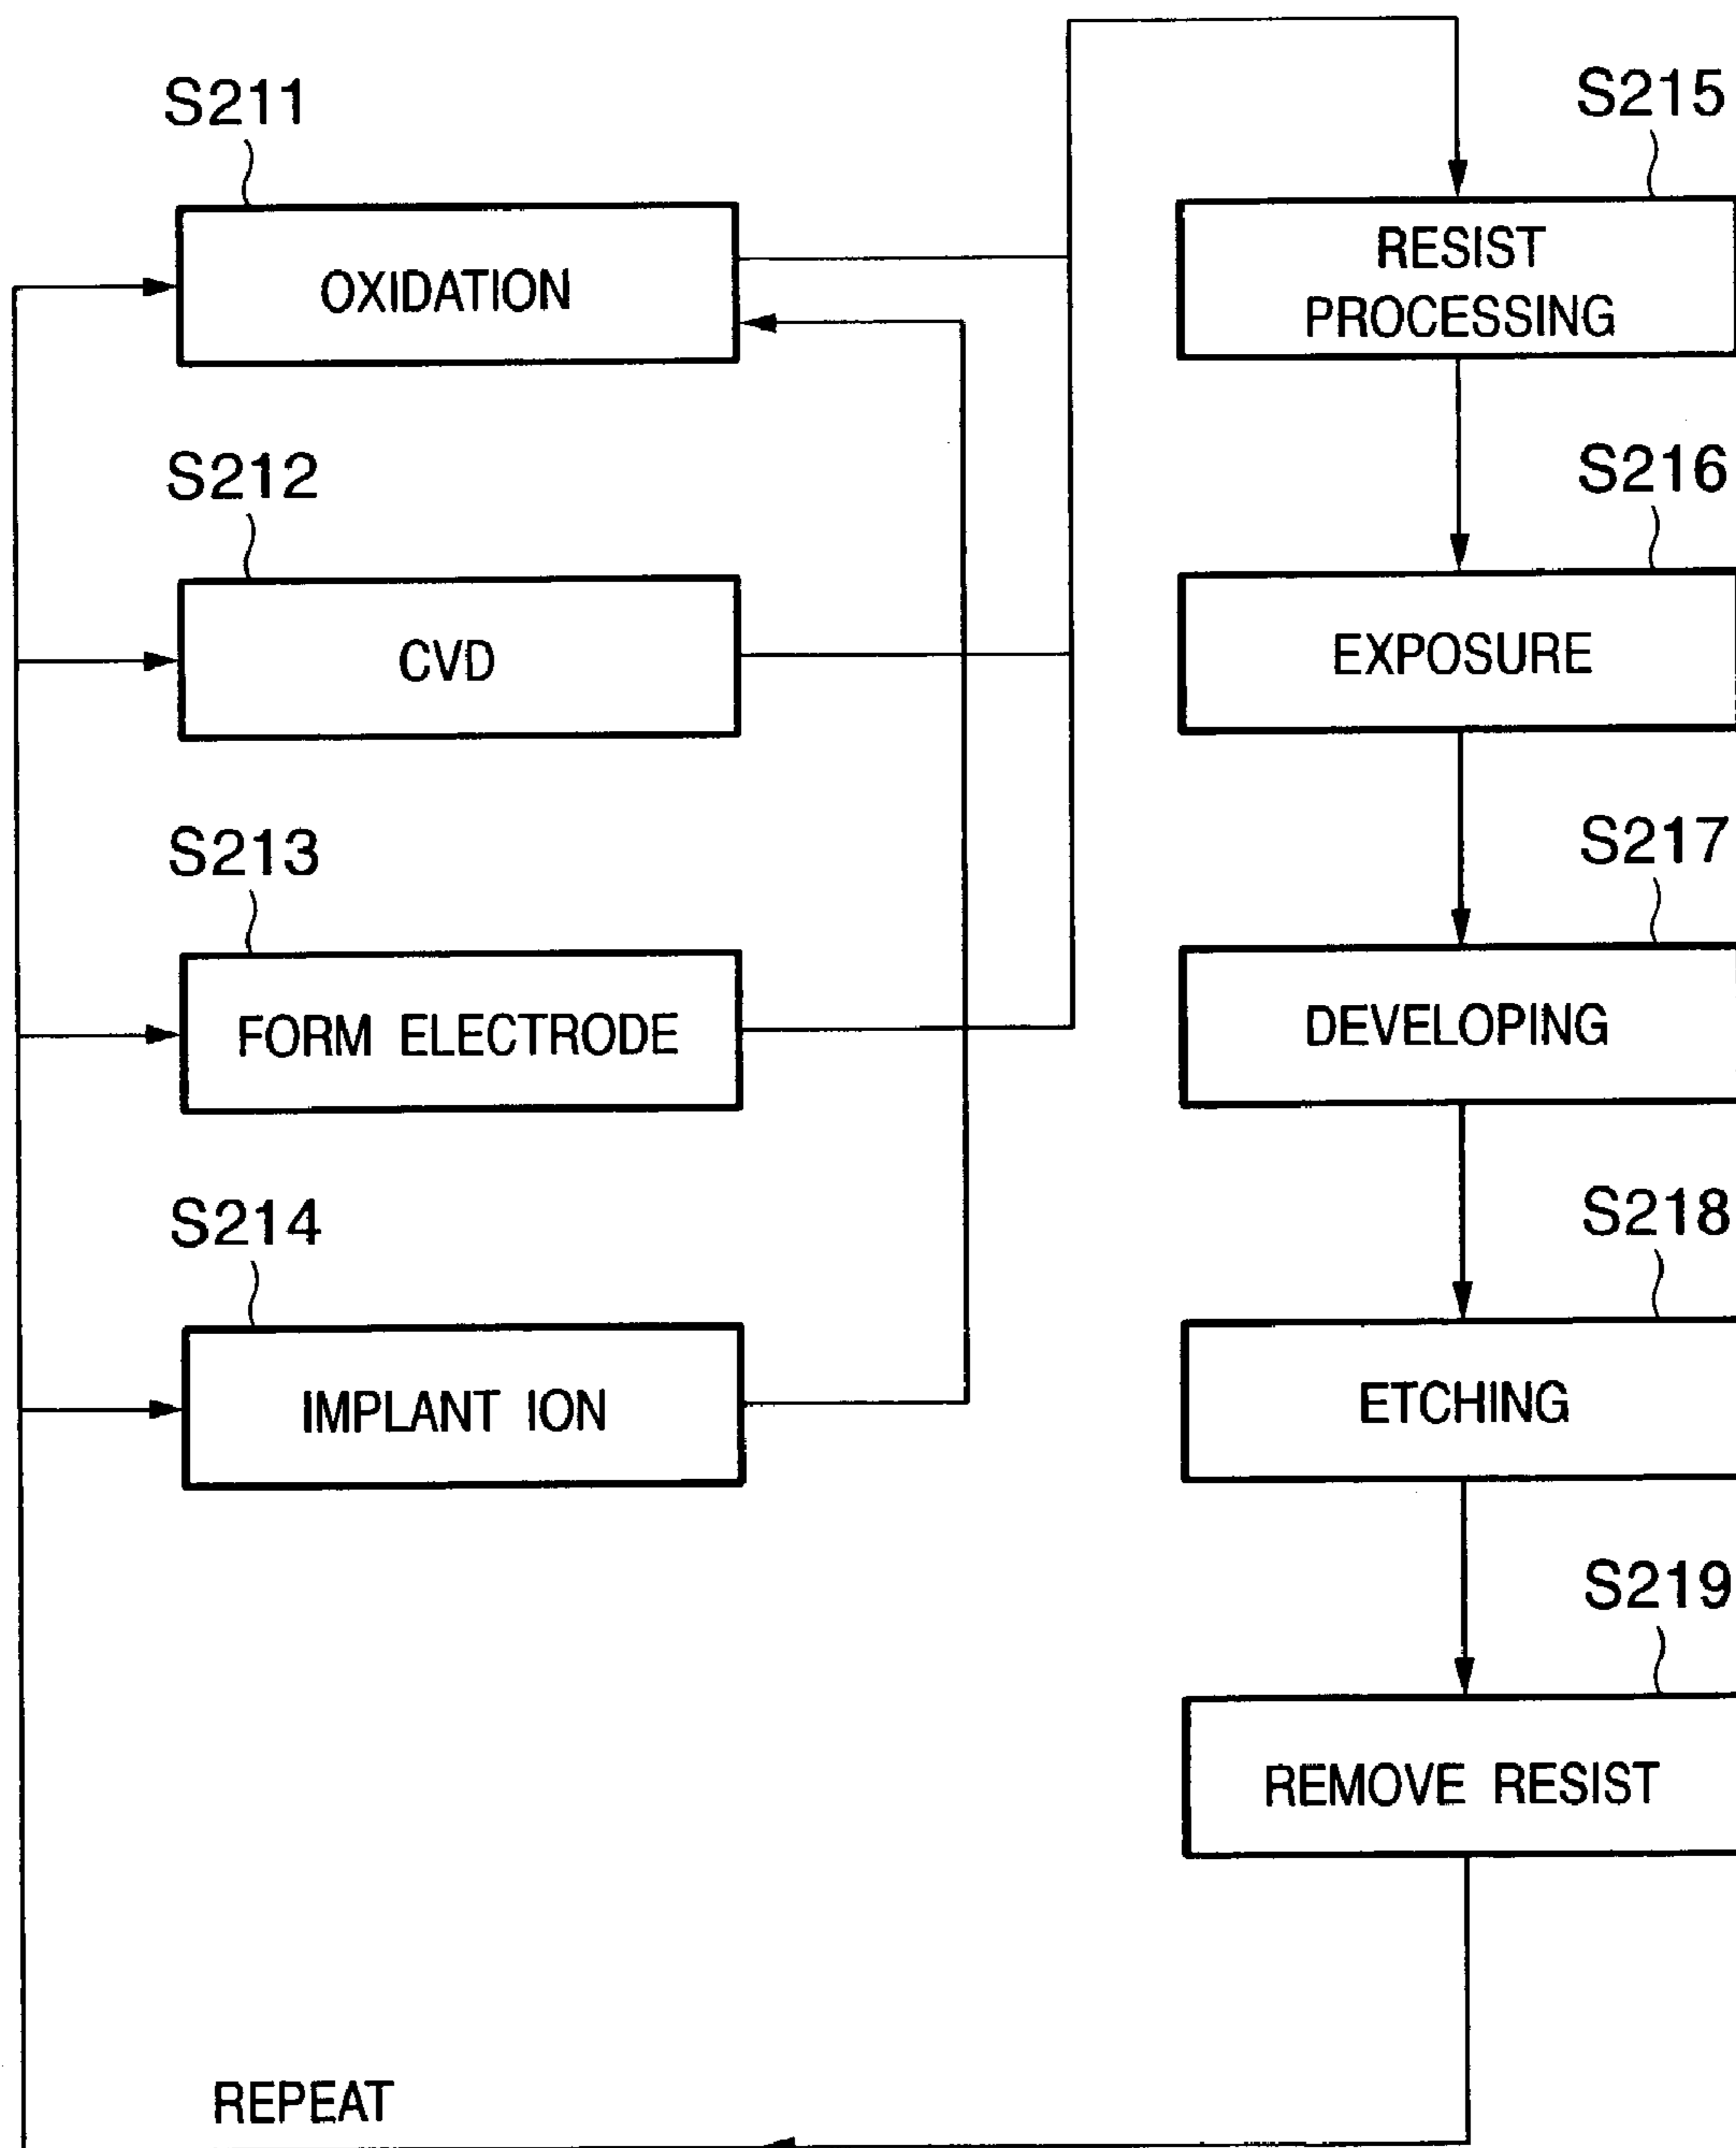 S211
OXIDATION
S212
CVD
S213
FORM ELECTRODE
S214
IMPLANT ION
S215
RESIST
PROCESSING
S216
EXPOSURE
S217
DEVELOPING
S218
ETCHING
S219
REMOVE RESIST
REPEAT